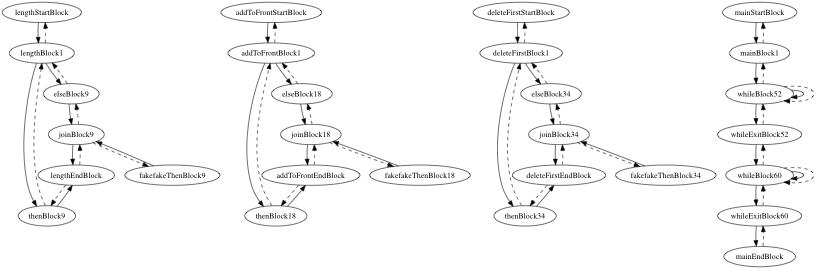 lengthStartBlock
lengthBlock1
elseBlock9
joinBlock9
lengthEndBlock
fakefakeThenBlock9
thenBlock9
addToFrontStartBlock
addToFrontBlock1
elseBlock18
joinBlock18
addToFrontEndBlock
fakefakeThenBlock18
thenBlock18
deleteFirstStartBlock
deleteFirstBlock1
elseBlock34
joinBlock34
deleteFirstEndBlock
fakefakeThenBlock34
thenBlock34
mainStartBlock
mainBlock1
whileBlock52
whileExitBlock52
whileBlock60
whileExitBlock60
mainEndBlock